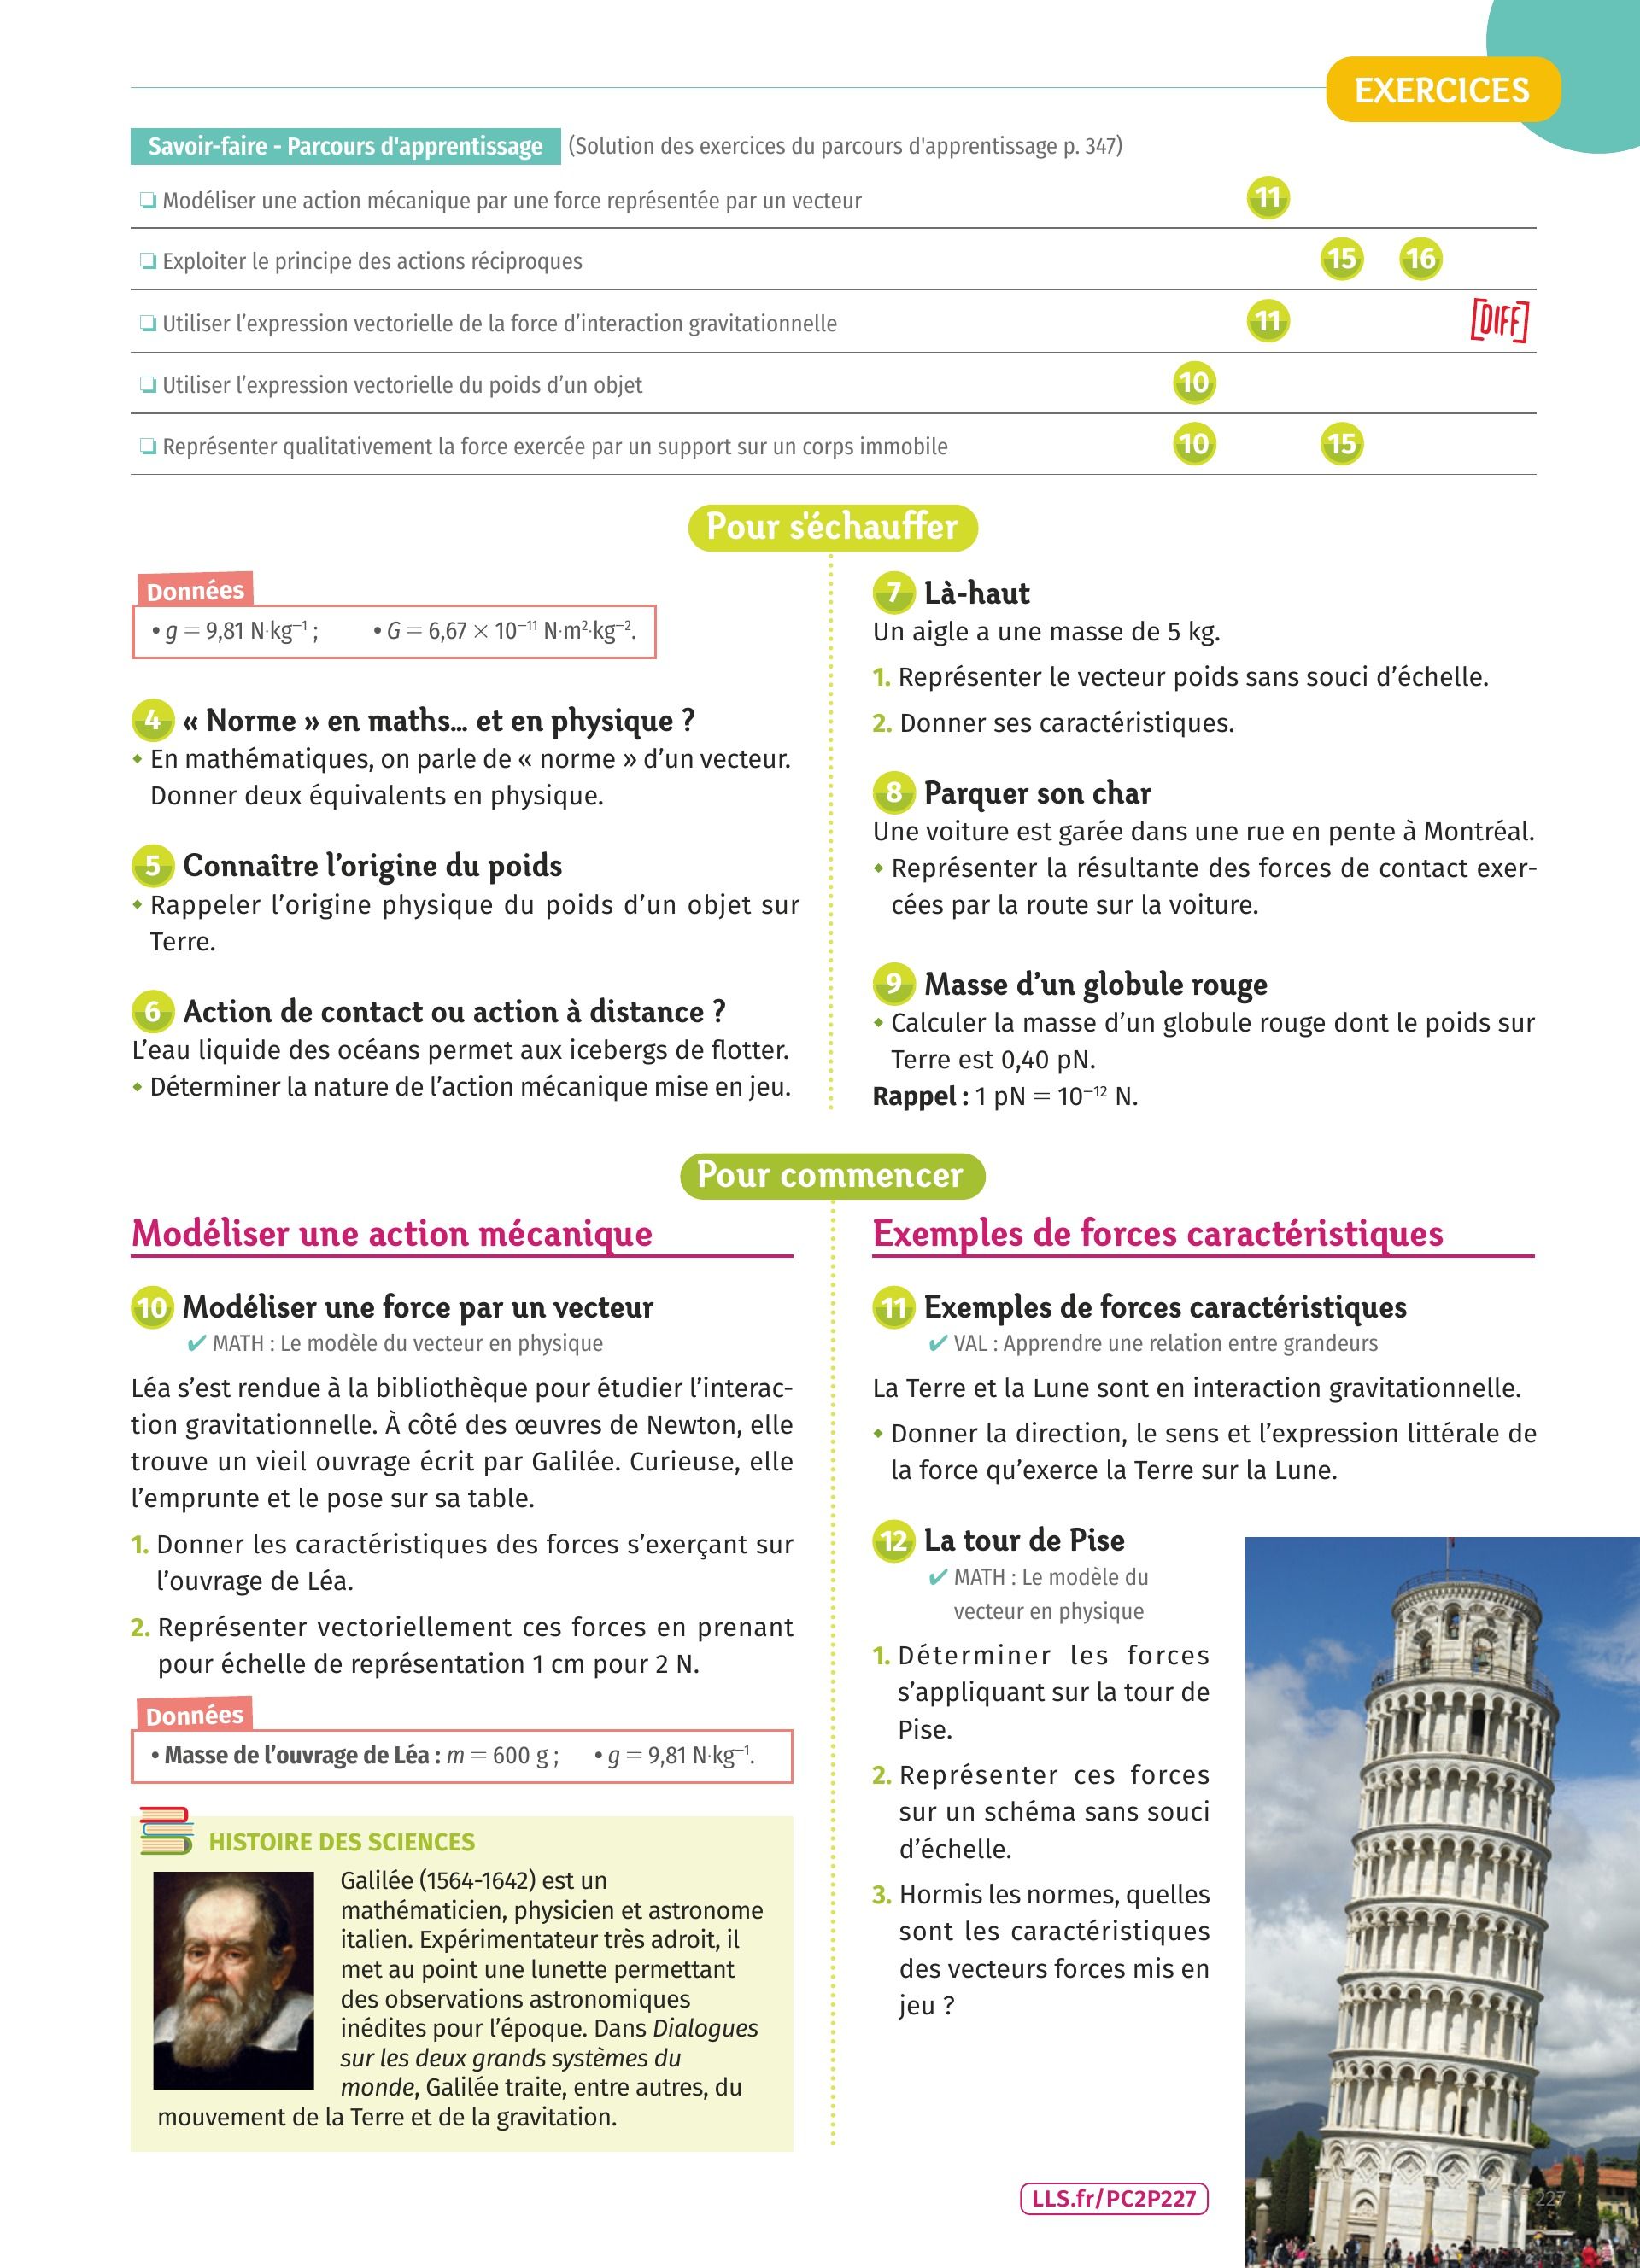 EXERCICES
Savoir-faire - Parcours d'apprentissage (Solution des exercices du parcours d'apprentissage p. 347)
❏ Modéliser une action mécanique par une force représentée par un vecteur 11
❏ Exploiter le principe des actions réciproques 15 16
❏ Utiliser l’expression vectorielle de la force d’interaction gravitationnelle 11 [DIFF]
❏ Utiliser l’expression vectorielle du poids d’un objet 10
❏ Représenter qualitativement la force exercée par un support sur un corps immobile 10 15
Pour s'échauffer
Données
• g = 9,81 N·kg⁻¹ ; • G = 6,67 × 10⁻¹¹ N·m²·kg⁻².
4 « Norme » en maths... et en physique ?
• En mathématiques, on parle de « norme » d’un vecteur.
Donner deux équivalents en physique.
5 Connaître l’origine du poids
• Rappeler l’origine physique du poids d’un objet sur
Terre.
6 Action de contact ou action à distance ?
L’eau liquide des océans permet aux icebergs de flotter.
• Déterminer la nature de l’action mécanique mise en jeu.
7 Là-haut
Un aigle a une masse de 5 kg.
1. Représenter le vecteur poids sans souci d’échelle.
2. Donner ses caractéristiques.
8 Parquer son char
Une voiture est garée dans une rue en pente à Montréal.
• Représenter la résultante des forces de contact exer-
cées par la route sur la voiture.
9 Masse d’un globule rouge
• Calculer la masse d’un globule rouge dont le poids sur
Terre est 0,40 pN.
Rappel : 1 pN = 10⁻¹² N.
Pour commencer
Modéliser une action mécanique
10 Modéliser une force par un vecteur
✔ MATH : Le modèle du vecteur en physique
Léa s’est rendue à la bibliothèque pour étudier l’interac-
tion gravitationnelle. À côté des œuvres de Newton, elle
trouve un vieil ouvrage écrit par Galilée. Curieuse, elle
l’emprunte et le pose sur sa table.
1. Donner les caractéristiques des forces s’exerçant sur
l’ouvrage de Léa.
2. Représenter vectoriellement ces forces en prenant
pour échelle de représentation 1 cm pour 2 N.
Données
• Masse de l’ouvrage de Léa : m = 600 g ; • g = 9,81 N·kg⁻¹.
HISTOIRE DES SCIENCES
Galilée (1564-1642) est un
mathématicien, physicien et astronome
italien. Expérimentateur très adroit, il
met au point une lunette permettant
des observations astronomiques
inédites pour l’époque. Dans Dialogues
sur les deux grands systèmes du
monde, Galilée traite, entre autres, du
mouvement de la Terre et de la gravitation.
Exemples de forces caractéristiques
11 Exemples de forces caractéristiques
✔ VAL : Apprendre une relation entre grandeurs
La Terre et la Lune sont en interaction gravitationnelle.
• Donner la direction, le sens et l’expression littérale de
la force qu’exerce la Terre sur la Lune.
12 La tour de Pise
✔ MATH : Le modèle du
vecteur en physique
1. Déterminer les forces
s’appliquant sur la tour de
Pise.
2. Représenter ces forces
sur un schéma sans souci
d’échelle.
3. Hormis les normes, quelles
sont les caractéristiques
des vecteurs forces mis en
jeu ?
LLS.fr/PC2P227
227